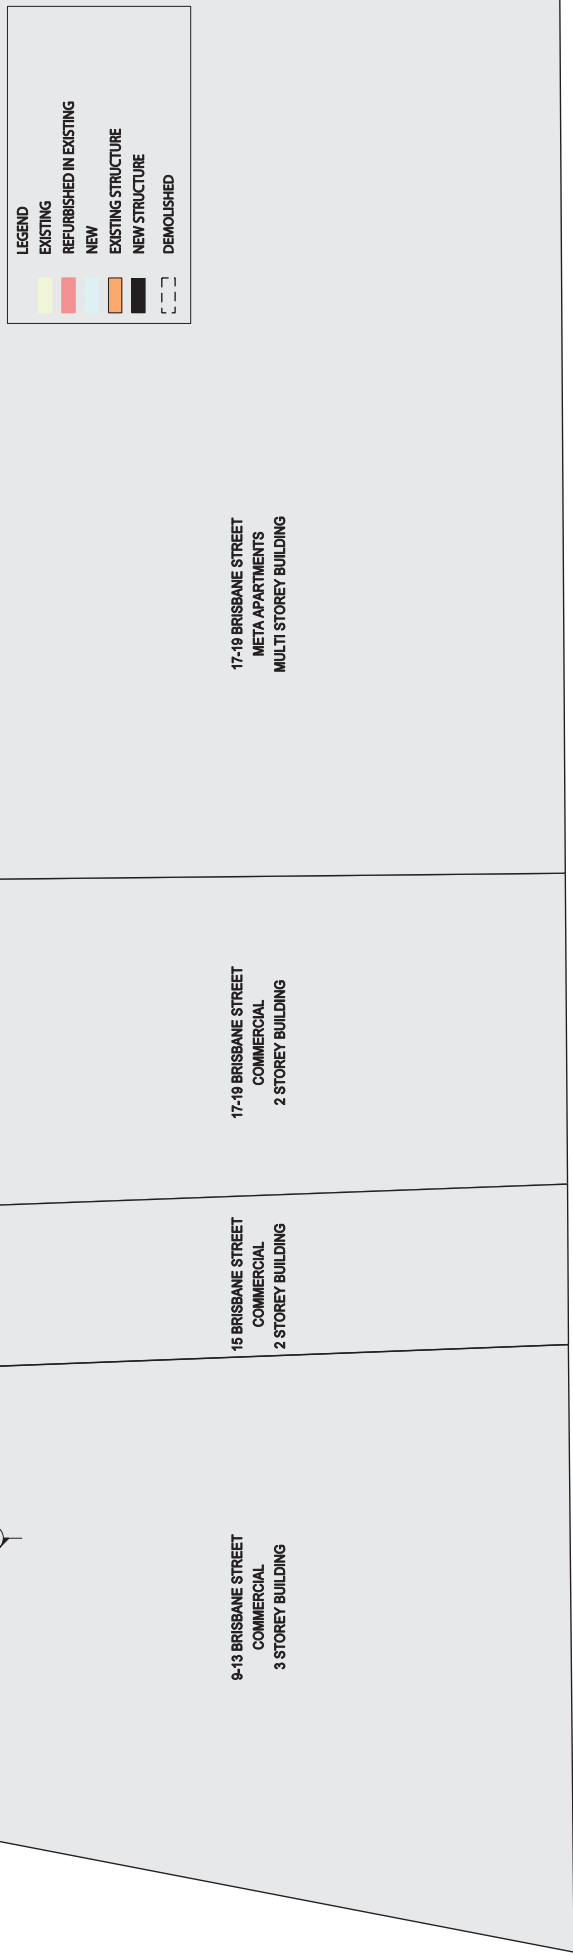 LEGEND
EXISTING
REFURBISHED IN EXISTING
NEW
EXISTING STRUCTURE
NEW STRUCTURE
DEMOLISHED
17-19 BRISBANE STREET
META APARTMENTS
MULTI STOREY BUILDING
17-19 BRISBANE STREET
COMMERCIAL
2 STOREY BUILDING
15 BRISBANE STREET
COMMERCIAL
2 STOREY BUILDING
9-13 BRISBANE STREET
COMMERCIAL
3 STOREY BUILDING